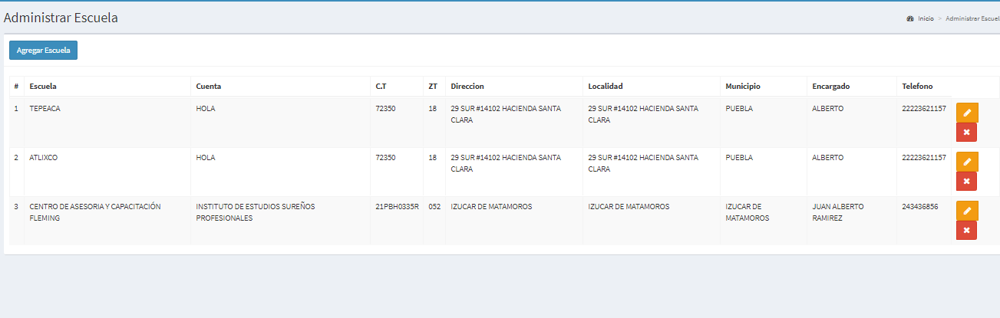 Administrar Escuela
Inicio > Administrar Escuel
Agregar Escuela
# Escuela Cuenta C.T ZT Direccion Localidad Municipio Encargado Telefono
1 TEPEACA HOLA 72350 18 29 SUR #14102 HACIENDA SANTA 29 SUR #14102 HACIENDA SANTA PUEBLA ALBERTO 22223621157
CLARA CLARA
2 ATLIXCO HOLA 72350 18 29 SUR #14102 HACIENDA SANTA 29 SUR #14102 HACIENDA SANTA PUEBLA ALBERTO 22223621157
CLARA CLARA
3 CENTRO DE ASESORIA Y CAPACITACIÓN INSTITUTO DE ESTUDIOS SUREÑOS 21PBH0335R 052 IZUCAR DE MATAMOROS IZUCAR DE MATAMOROS IZUCAR DE JUAN ALBERTO 243436856
FLEMING PROFESIONALES MATAMOROS RAMIREZ